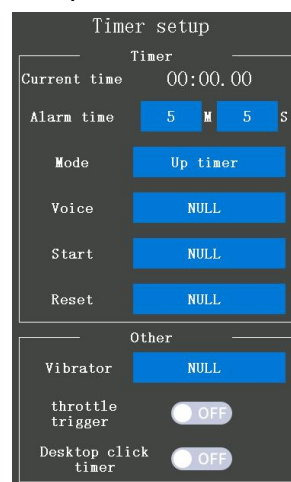 Timer setup
Timer
Current time 00:00.00
Alarm time 5 M 5 S
Mode Up timer
Voice NULL
Start NULL
Reset NULL
Other
Vibrator NULL
throttle
trigger OFF
Desktop click
timer OFF